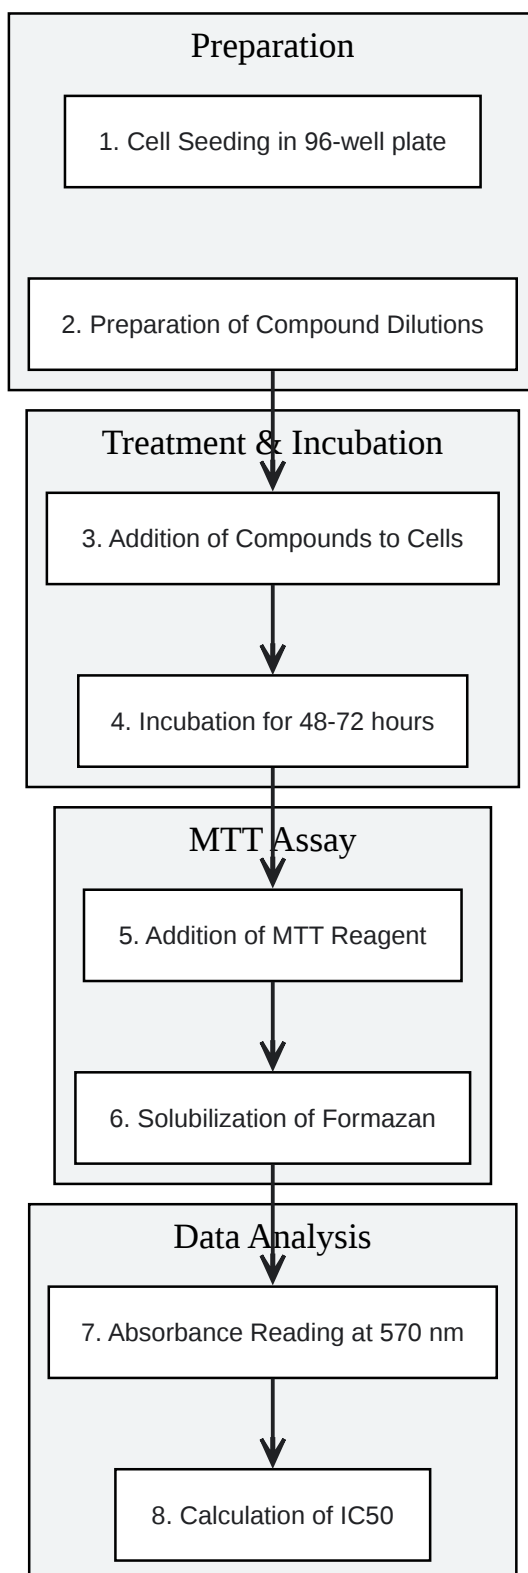 Preparation
1. Cell Seeding in 96-well plate
2. Preparation of Compound Dilutions
Treatment & Incubation
3. Addition of Compounds to Cells
4. Incubation for 48-72 hours
MTT Assay
5. Addition of MTT Reagent
6. Solubilization of Formazan
Data Analysis
7. Absorbance Reading at 570 nm
8. Calculation of IC50